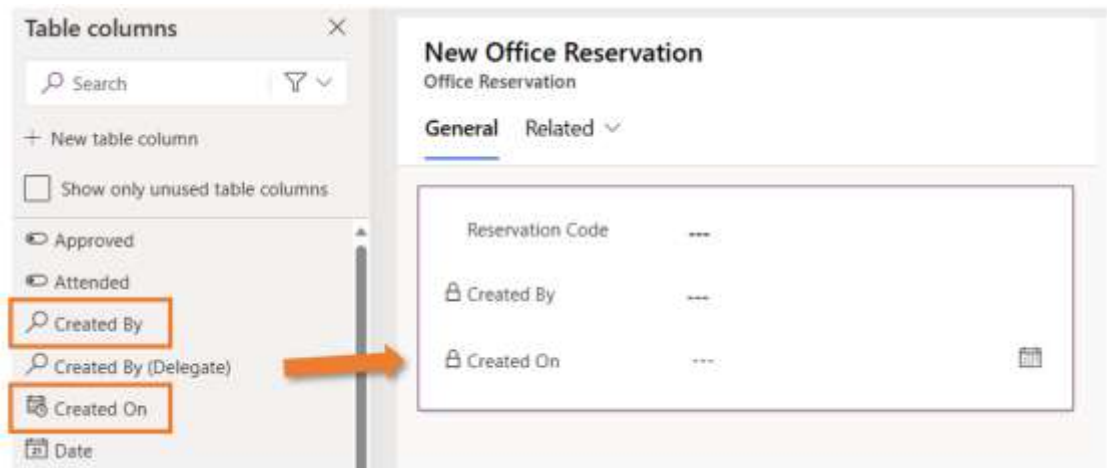 Table columns
Search
+ New table column
Show only unused table columns
Approved
Attended
Created By
Created By (Delegate)
Created On
Date
New Office Reservation
Office Reservation
General Related
Reservation Code ---
Created By ---
Created On ---